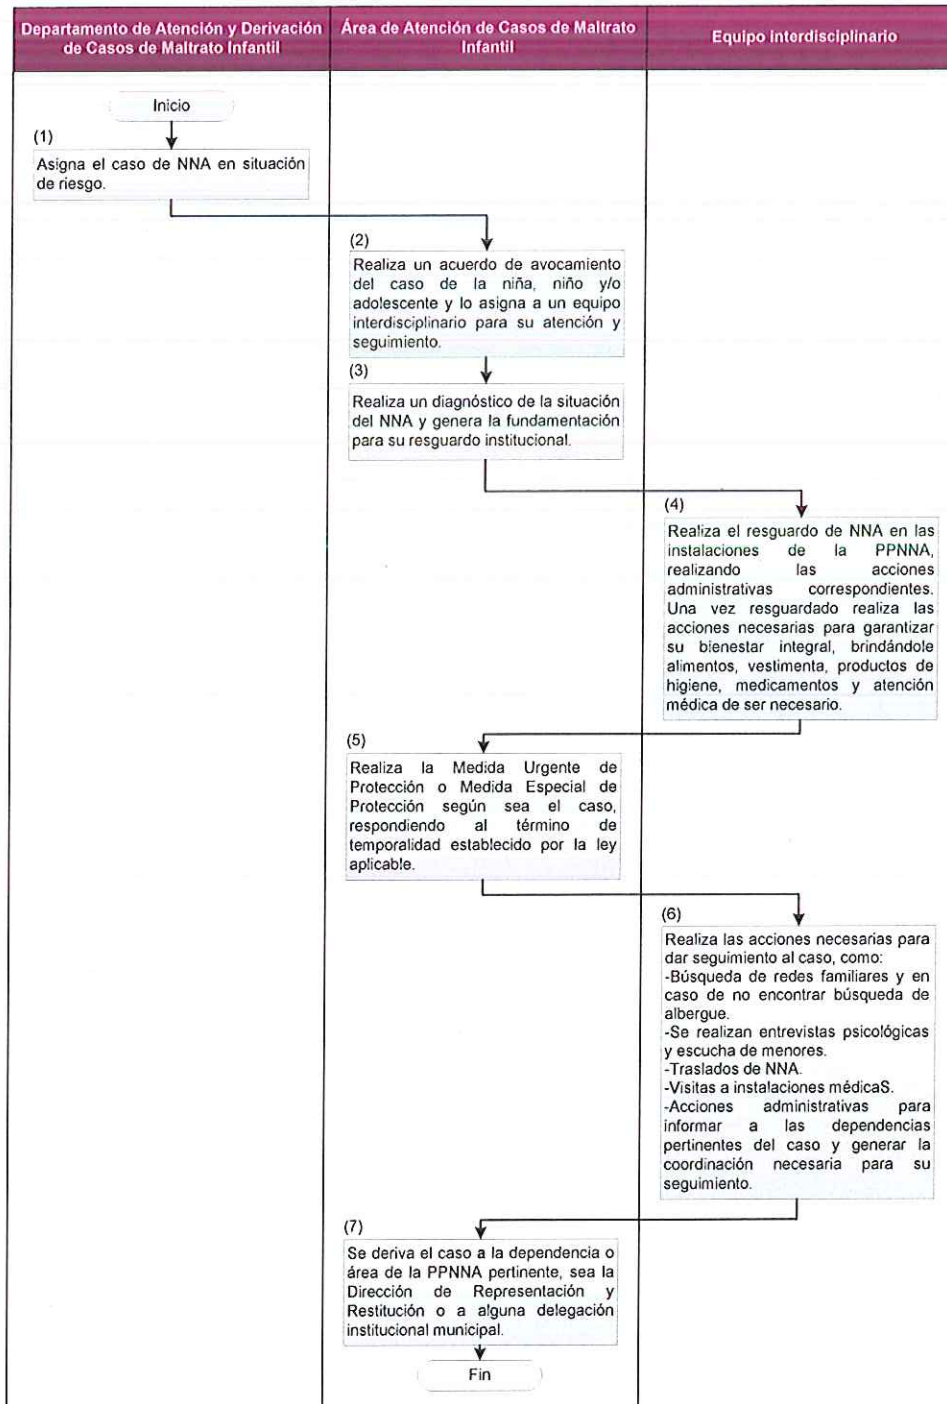 Departamento de Atención y Derivación
de Casos de Maltrato Infantil
Área de Atención de Casos de Maltrato
Infantil
Equipo Interdisciplinario
Inicio
(1)
Asigna el caso de NNA en situación
de riesgo.
(2)
Realiza un acuerdo de avocamiento
del caso de la niña, niño y/o
adolescente y lo asigna a un equipo
interdisciplinario para su atención y
seguimiento.
(3)
Realiza un diagnóstico de la situación
del NNA y genera la fundamentación
para su resguardo institucional.
(4)
Realiza el resguardo de NNA en las
instalaciones de la PPNNA,
realizando las acciones
administrativas correspondientes.
Una vez resguardado realiza las
acciones necesarias para garantizar
su bienestar integral, brindándole
alimentos, vestimenta, productos de
higiene, medicamentos y atención
médica de ser necesario.
(5)
Realiza la Medida Urgente de
Protección o Medida Especial de
Protección según sea el caso,
respondiendo al término de
temporalidad establecido por la ley
aplicable.
(6)
Realiza las acciones necesarias para
dar seguimiento al caso, como:
-Búsqueda de redes familiares y en
caso de no encontrar búsqueda de
albergue.
-Se realizan entrevistas psicológicas
y escucha de menores.
-Traslados de NNA.
-Visitas a instalaciones médicaS.
-Acciones administrativas para
informar a las dependencias
pertinentes del caso y generar la
coordinación necesaria para su
seguimiento.
(7)
Se deriva el caso a la dependencia o
área de la PPNNA pertinente, sea la
Dirección de Representación y
Restitución o a alguna delegación
institucional municipal.
Fin